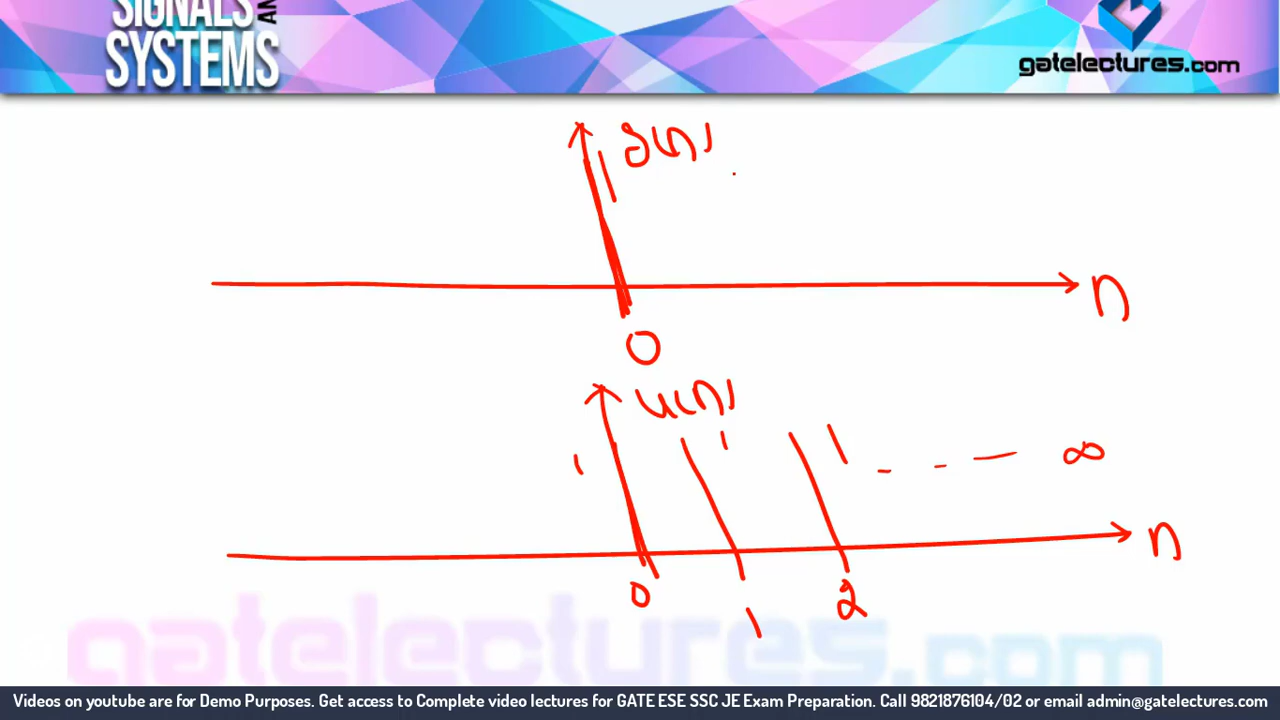 SIGNALS AND
SYSTEMS
gatelectures.com
δ(n)
1
n
0
u(n)
1 1 1 - - - ∞
n
0 1 2
gatelectures.com
Videos on youtube are for Demo Purposes. Get access to Complete video lectures for GATE ESE SSC JE Exam Preparation. Call 9821876104/02 or email admin@gatelectures.com